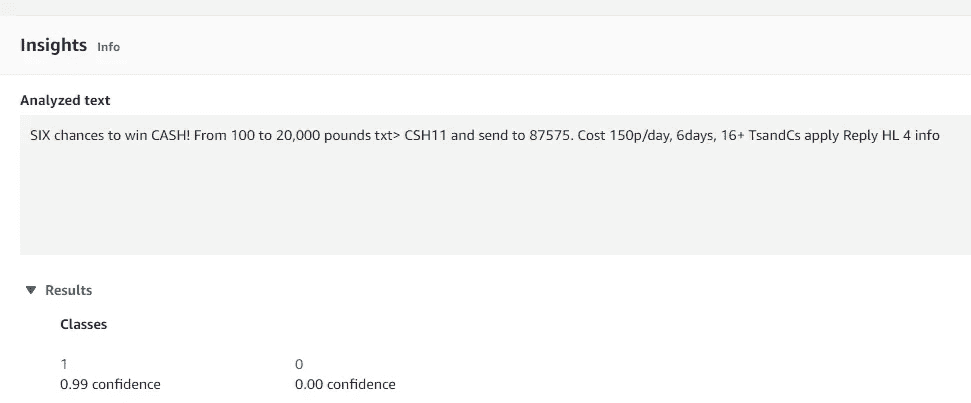 Insights Info
Analyzed text
SIX chances to win CASH! From 100 to 20,000 pounds txt> CSH11 and send to 87575. Cost 150p/day, 6days, 16+ TsandCs apply Reply HL 4 info
Results
Classes
1 0
0.99 confidence 0.00 confidence